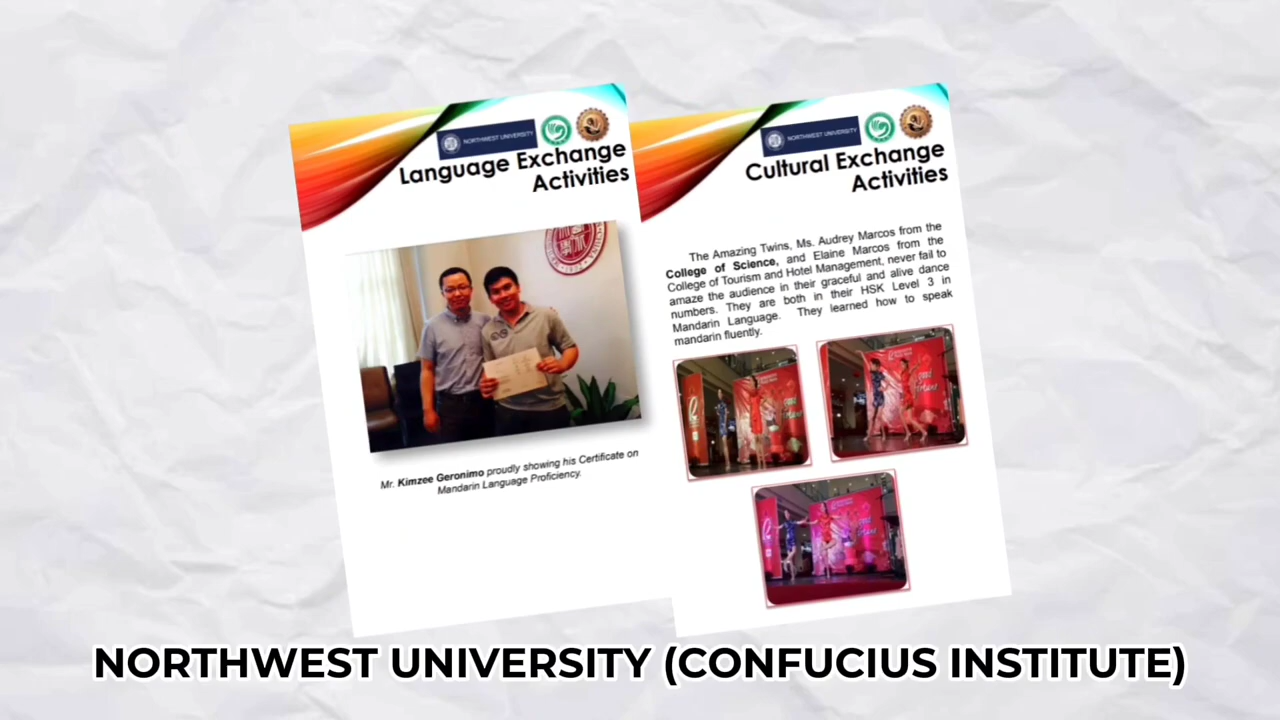 NORTHWEST UNIVERSITY
Language Exchange
Activities
Mr. Kimzee Geronimo proudly showing his Certificate on
Mandarin Language Proficiency.
NORTHWEST UNIVERSITY
Cultural Exchange
Activities
The Amazing Twins, Ms. Audrey Marcos from the
College of Science, and Elaine Marcos from the
College of Tourism and Hotel Management, never fail to
amaze the audience in their graceful and alive dance
numbers. They are both in their HSK Level 3 in
Mandarin Language. They learned how to speak
mandarin fluently.
NORTHWEST UNIVERSITY (CONFUCIUS INSTITUTE)